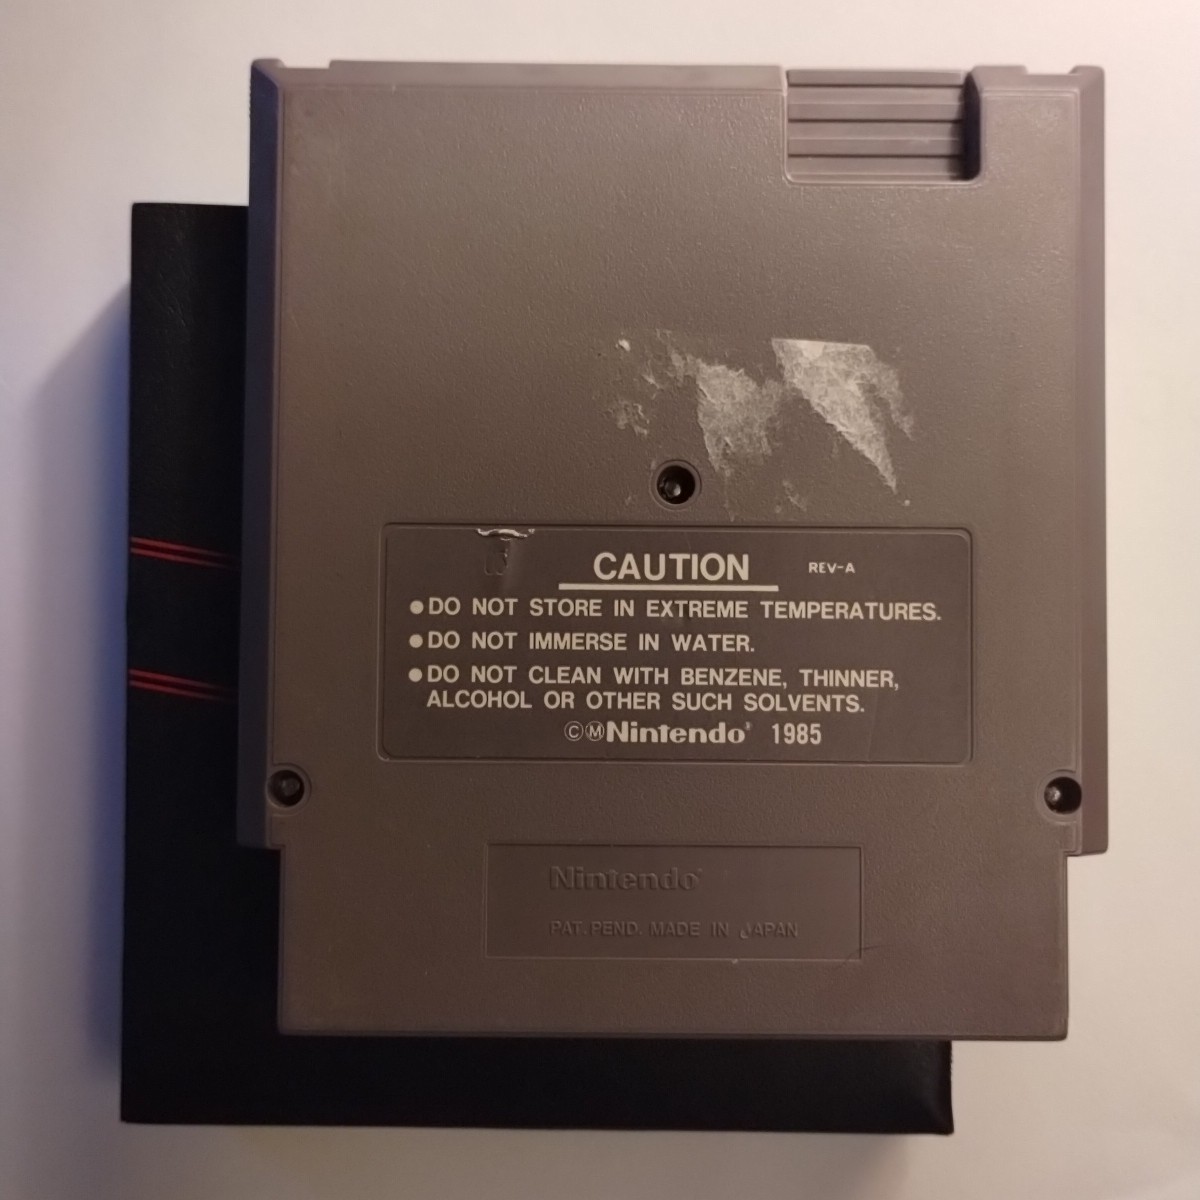 CAUTION REV-A
●DO NOT STORE IN EXTREME TEMPERATURES.
●DO NOT IMMERSE IN WATER.
●DO NOT CLEAN WITH BENZENE, THINNER,
ALCOHOL OR OTHER SUCH SOLVENTS.
ⒸⓂNintendo® 1985
Nintendo®
PAT. PEND. MADE IN JAPAN